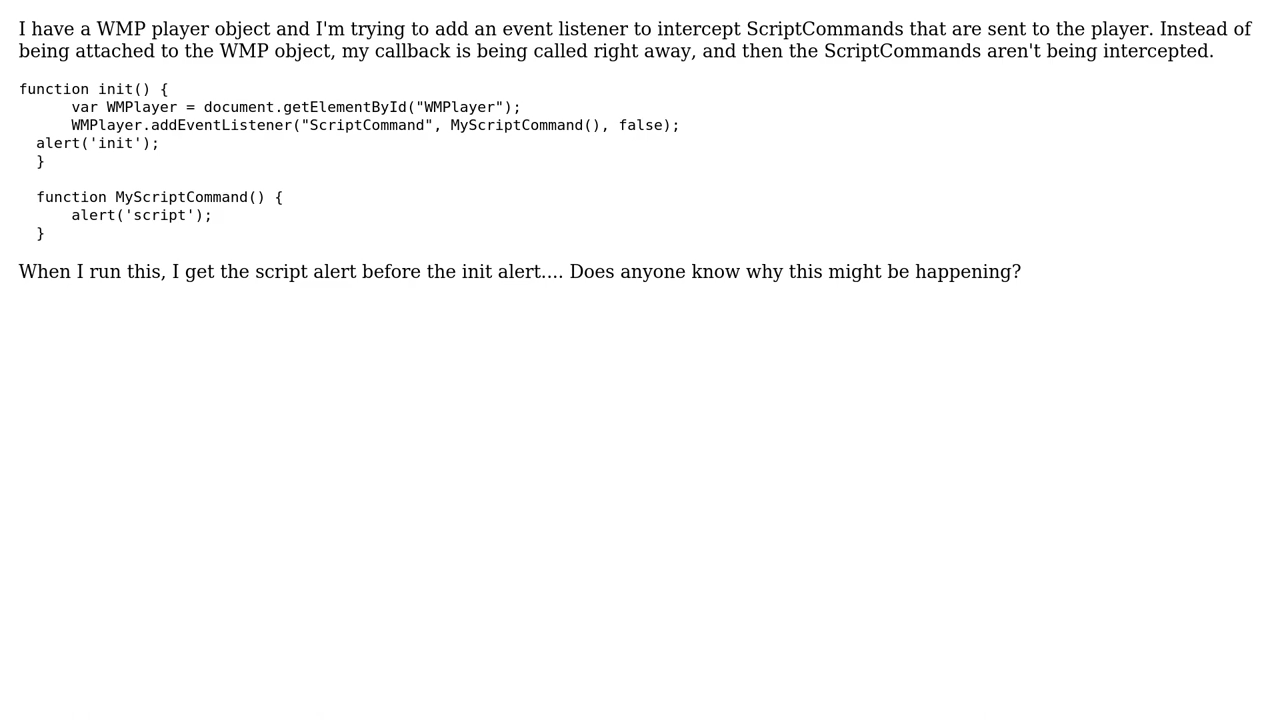 I have a WMP player object and I'm trying to add an event listener to intercept ScriptCommands that are sent to the player. Instead of
being attached to the WMP object, my callback is being called right away, and then the ScriptCommands aren't being intercepted.
function init() {
      var WMPlayer = document.getElementById("WMPlayer");
      WMPlayer.addEventListener("ScriptCommand", MyScriptCommand(), false);
  alert('init');
  }
  function MyScriptCommand() {
      alert('script');
  }
When I run this, I get the script alert before the init alert.... Does anyone know why this might be happening?